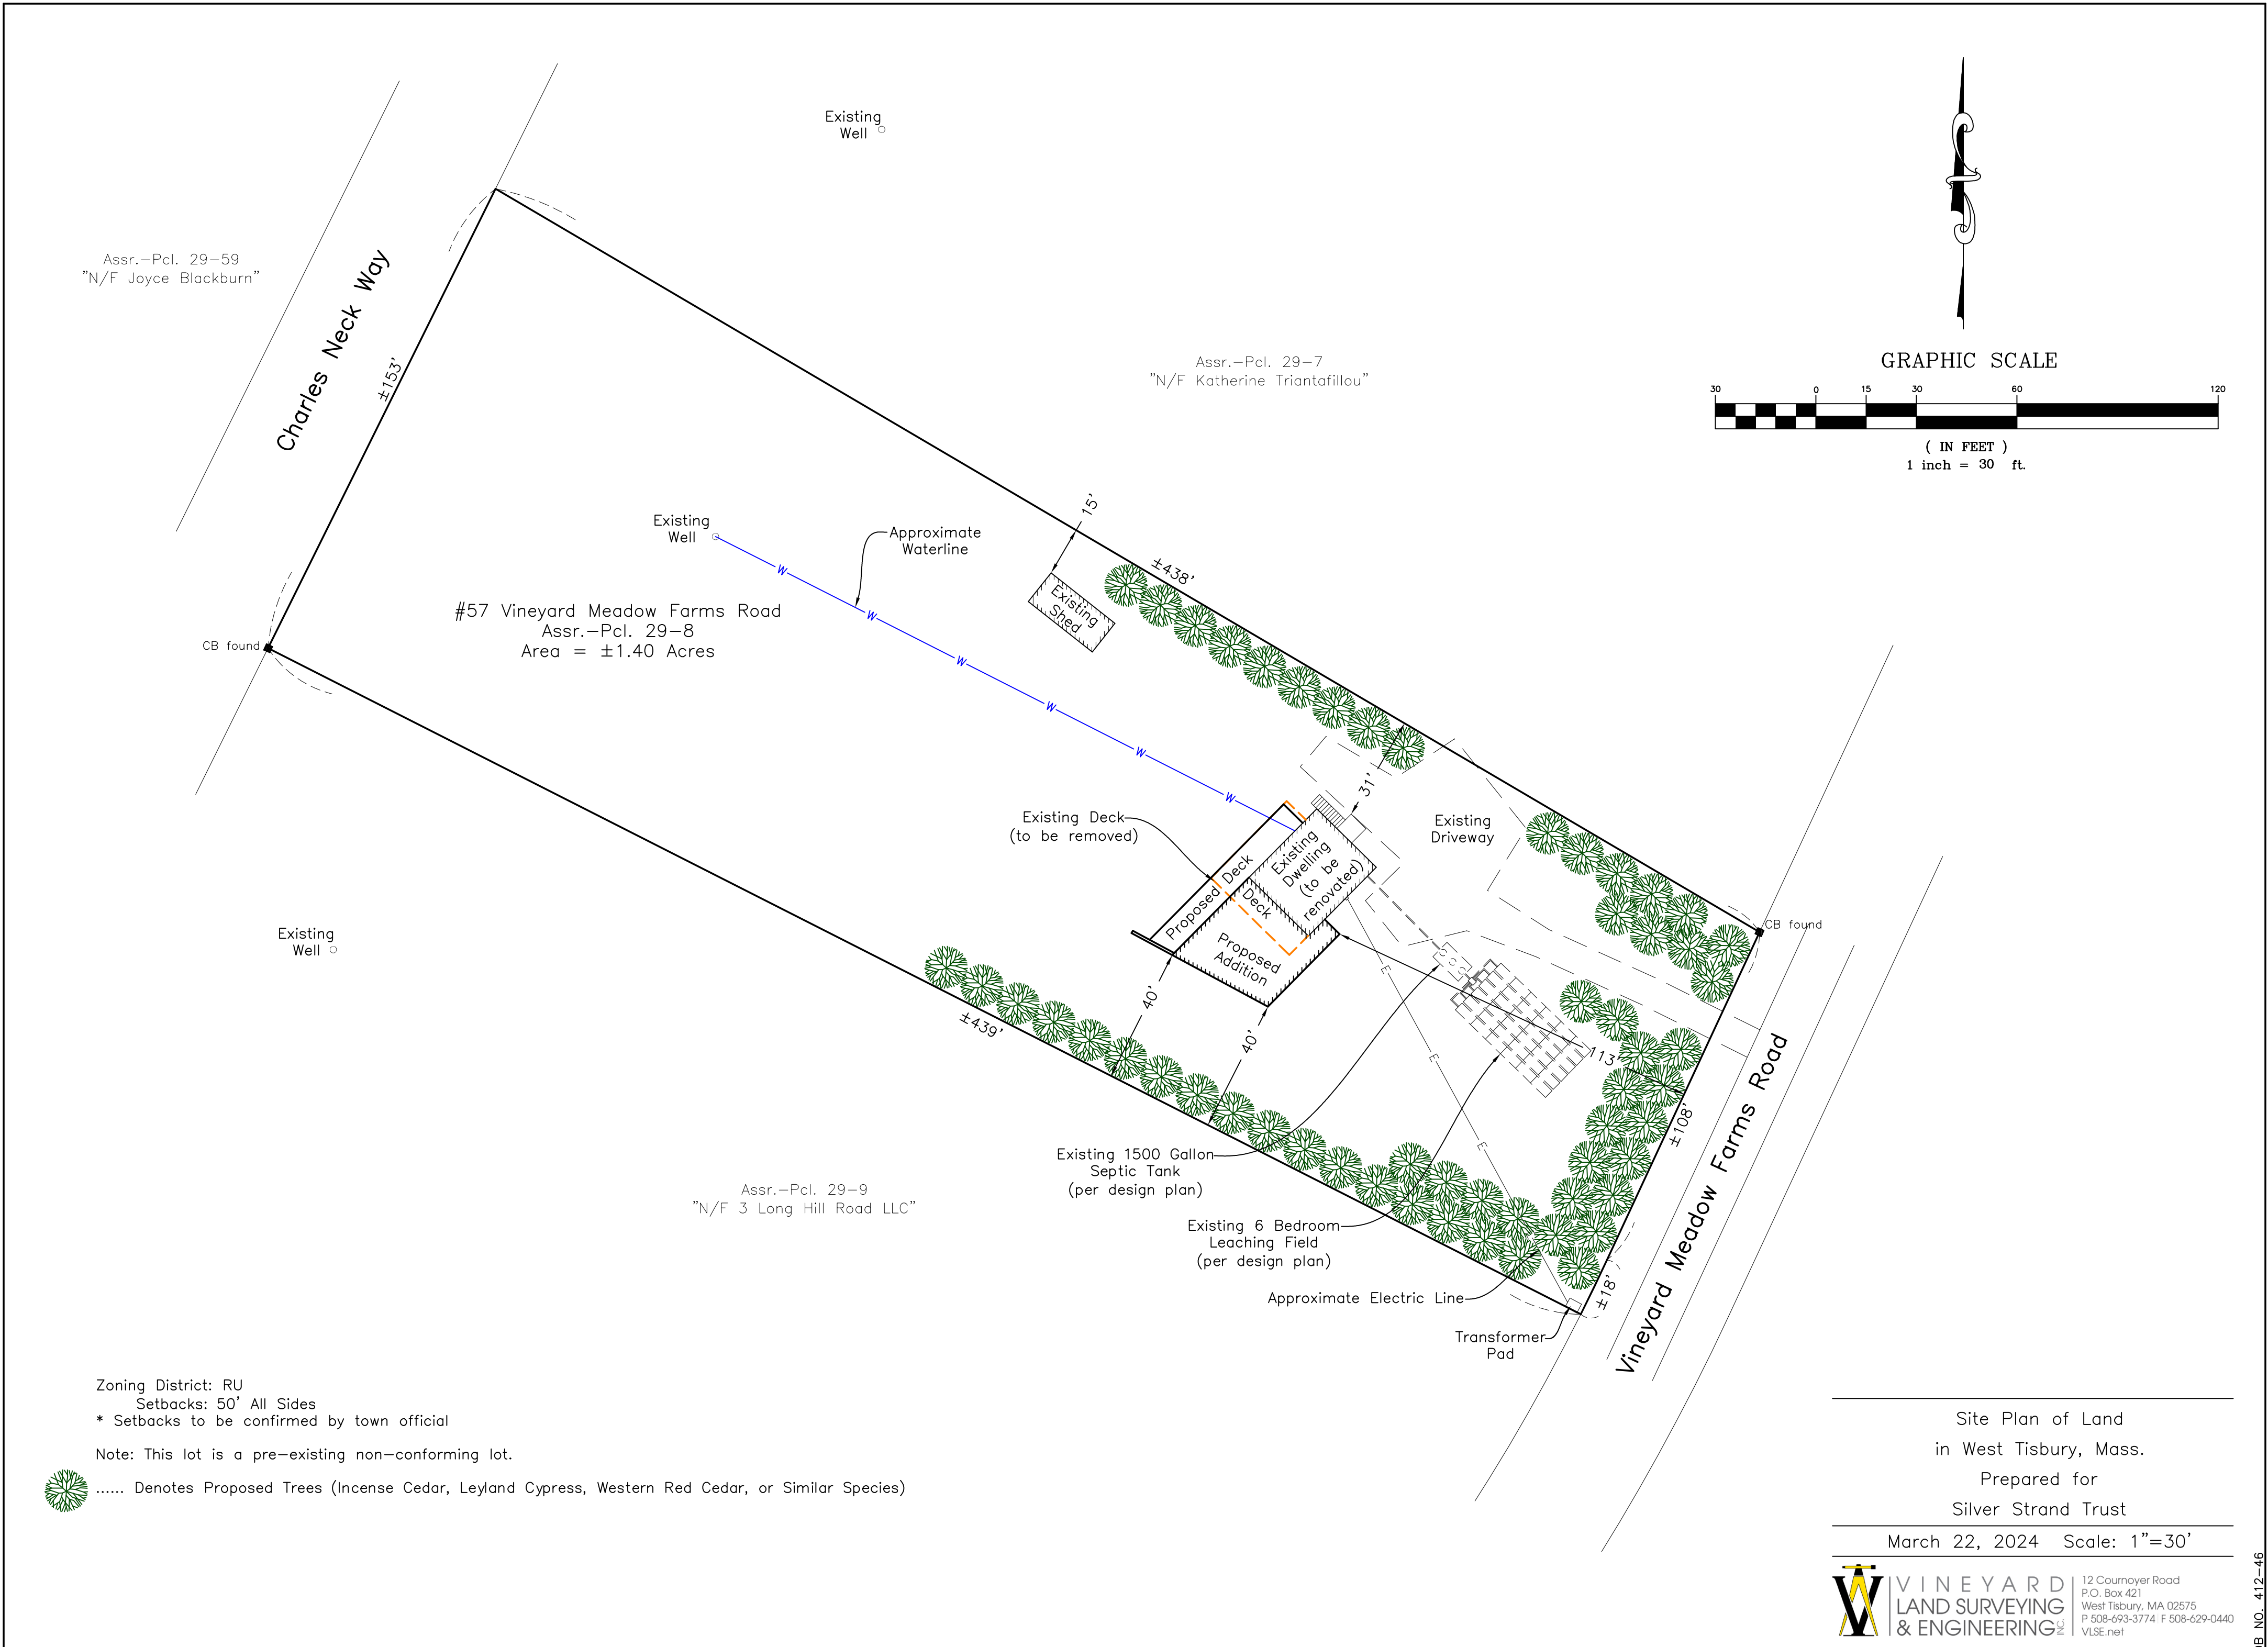 Existing
Well
Assr.-Pcl. 29-59
"N/F Joyce Blackburn"
Charles Neck Way
±153'
Assr.-Pcl. 29-7
"N/F Katherine Triantafillou"
GRAPHIC SCALE
30 0 15 30 60 120
( IN FEET )
1 inch = 30 ft.
Existing
Well
Approximate
Waterline
15'
±438'
Existing
Shed
W W W W W W
#57 Vineyard Meadow Farms Road
Assr.-Pcl. 29-8
Area = ±1.40 Acres
CB found
31'
Existing Deck
(to be removed)
Existing
Driveway
Existing
Dwelling
(to be
renovated)
Proposed Deck
Deck
Proposed
Addition
CB found
Existing
Well
40'
40'
±439'
E E E
113'
±108'
±18'
Vineyard Meadow Farms Road
Existing 1500 Gallon
Septic Tank
(per design plan)
Assr.-Pcl. 29-9
"N/F 3 Long Hill Road LLC"
Existing 6 Bedroom
Leaching Field
(per design plan)
Approximate Electric Line
Transformer
Pad
Zoning District: RU
Setbacks: 50' All Sides
* Setbacks to be confirmed by town official
Note: This lot is a pre-existing non-conforming lot.
...... Denotes Proposed Trees (Incense Cedar, Leyland Cypress, Western Red Cedar, or Similar Species)
Site Plan of Land
in West Tisbury, Mass.
Prepared for
Silver Strand Trust
March 22, 2024 Scale: 1"=30'
VINEYARD
LAND SURVEYING
& ENGINEERING INC.
12 Cournoyer Road
P.O. Box 421
West Tisbury, MA 02575
P 508-693-3774 F 508-629-0440
VLSE.net
NO. 412-46